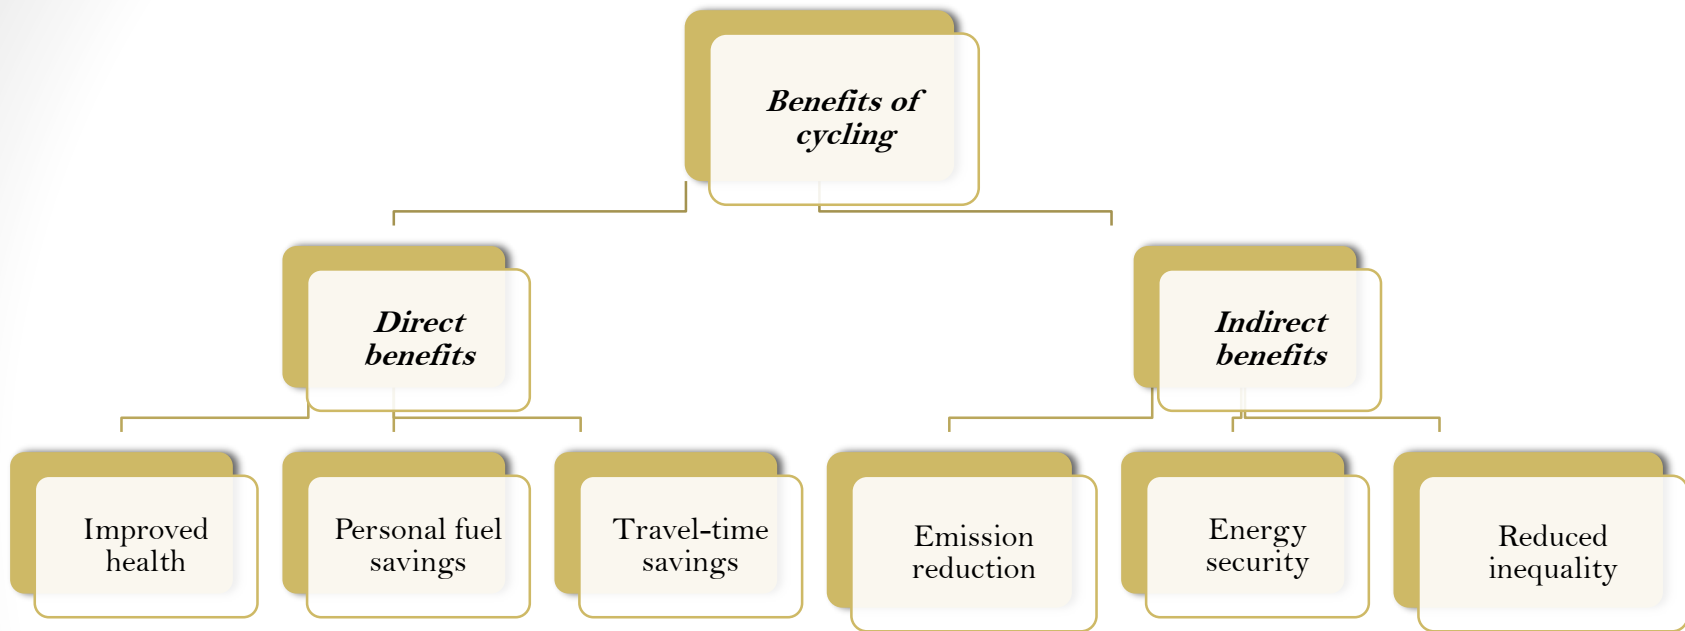 Benefits of
cycling
Direct
benefits
Indirect
benefits
Improved
health
Personal fuel
savings
Travel-time
savings
Emission
reduction
Energy
security
Reduced
inequality